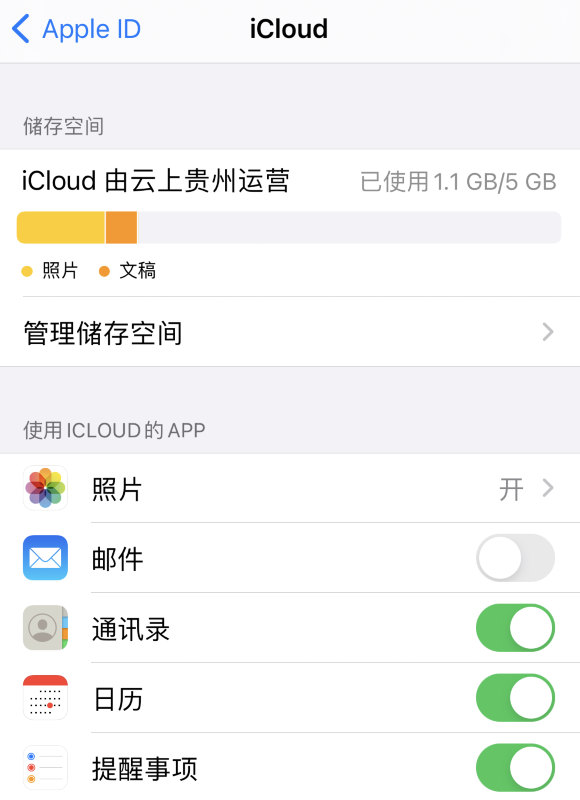 Apple ID iCloud
储存空间
iCloud 由云上贵州运营 已使用 1.1 GB/5 GB
照片 文稿
管理储存空间
使用 ICLOUD 的 APP
照片 开
邮件
通讯录
日历
提醒事项